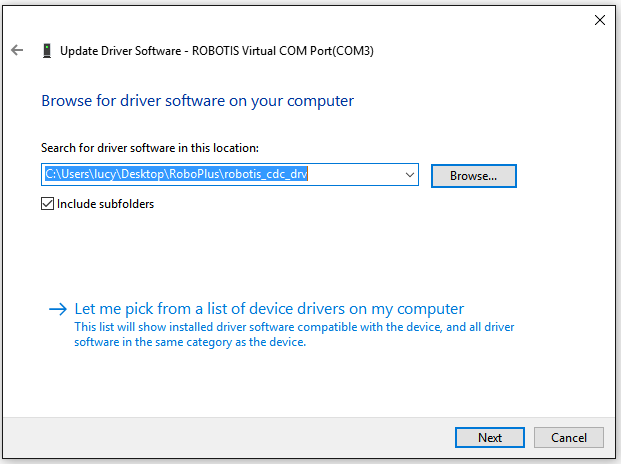 Update Driver Software - ROBOTIS Virtual COM Port(COM3)
Browse for driver software on your computer
Search for driver software in this location:
C:\Users\lucy\Desktop\RoboPlus\robotis_cdc_drv
Browse...
Include subfolders
Let me pick from a list of device drivers on my computer
This list will show installed driver software compatible with the device, and all driver
software in the same category as the device.
Next
Cancel